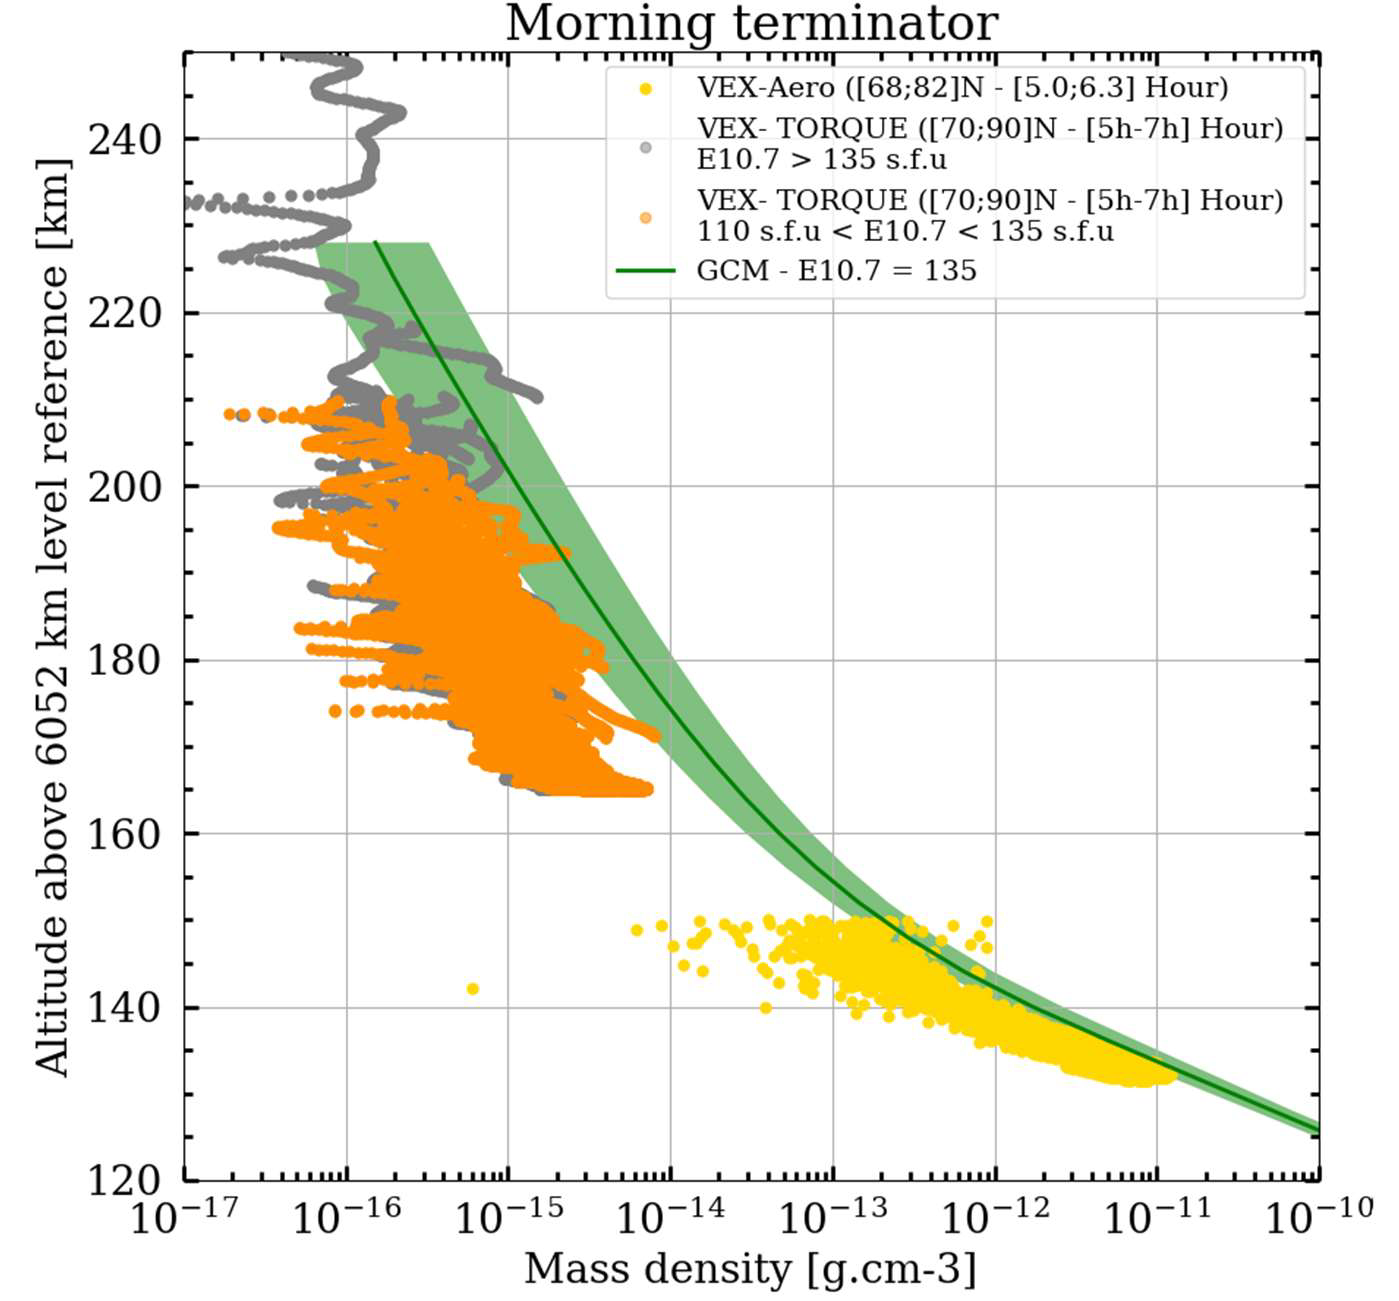 Morning terminator
VEX-Aero ([68;82]N - [5.0;6.3] Hour)
VEX- TORQUE ([70;90]N - [5h-7h] Hour)
E10.7 > 135 s.f.u
VEX- TORQUE ([70;90]N - [5h-7h] Hour)
110 s.f.u < E10.7 < 135 s.f.u
GCM - E10.7 = 135
Altitude above 6052 km level reference [km]
240
220
200
180
160
140
120
10⁻¹⁷ 10⁻¹⁶ 10⁻¹⁵ 10⁻¹⁴ 10⁻¹³ 10⁻¹² 10⁻¹¹ 10⁻¹⁰
Mass density [g.cm-3]